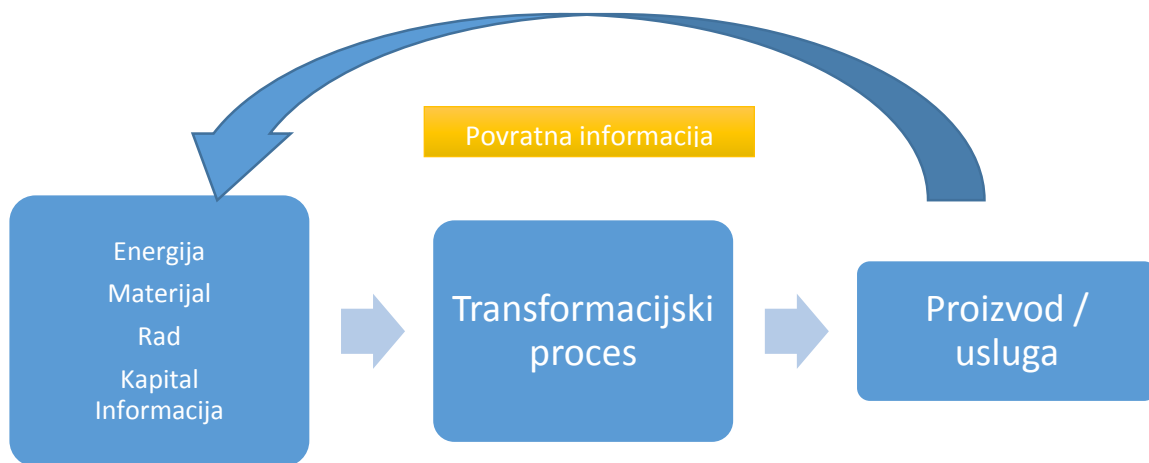 Povratna informacija
Energija
Materijal
Rad
Kapital
Informacija
Transformacijski
proces
Proizvod /
usluga